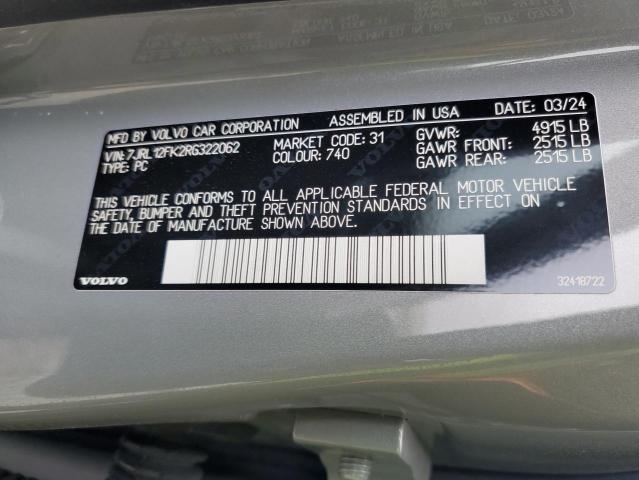 MFD BY VOLVO CAR CORPORATION ASSEMBLED IN USA DATE: 03/24
VIN: 7JRL12FK2R6322062 MARKET CODE: 31 GVWR: 4915 LB
TYPE: PC COLOUR: 740 GAWR FRONT: 2515 LB
GAWR REAR: 2515 LB
THIS VEHICLE CONFORMS TO ALL APPLICABLE FEDERAL MOTOR VEHICLE
SAFETY, BUMPER AND THEFT PREVENTION STANDARDS IN EFFECT ON
THE DATE OF MANUFACTURE SHOWN ABOVE.
VOLVO 32418722